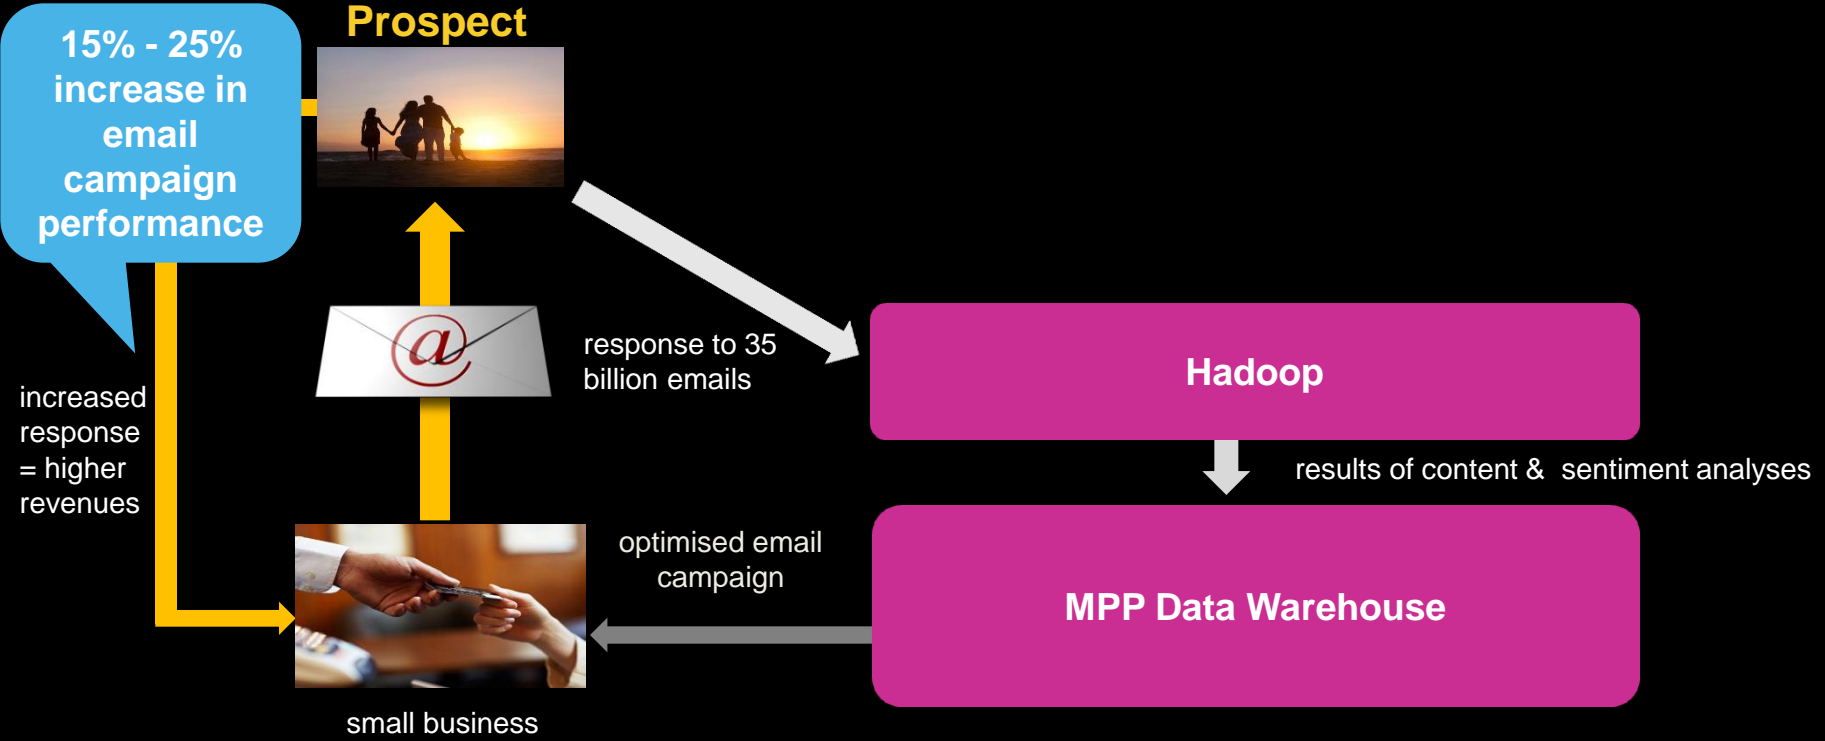 Prospect
15% - 25%
increase in
email
campaign
performance
response to 35
billion emails
Hadoop
increased
response
= higher
revenues
results of content &  sentiment analyses
optimised email
campaign
MPP Data Warehouse
small business